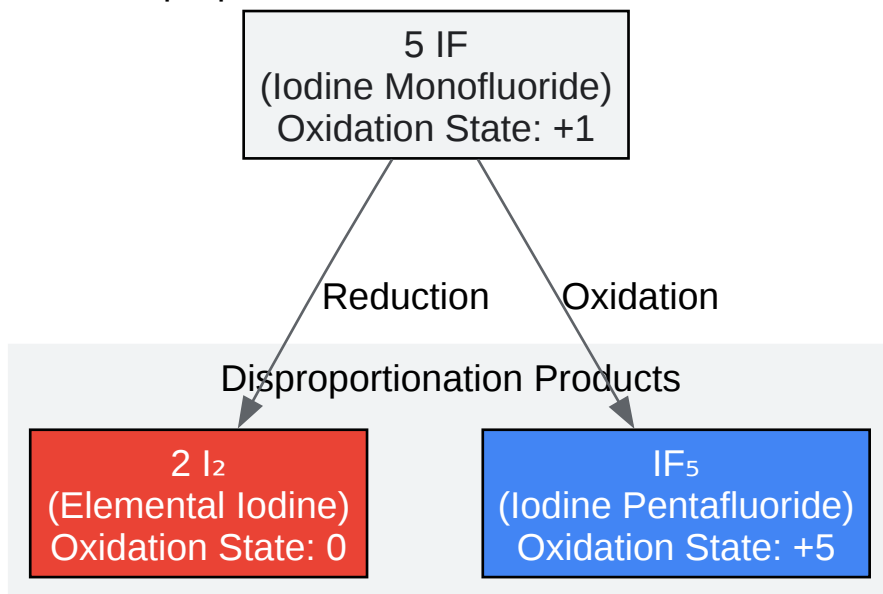 5 IF
(Iodine Monofluoride)
Oxidation State: +1
Reduction
Oxidation
Disproportionation Products
2 I₂
(Elemental Iodine)
Oxidation State: 0
IF₅
(Iodine Pentafluoride)
Oxidation State: +5